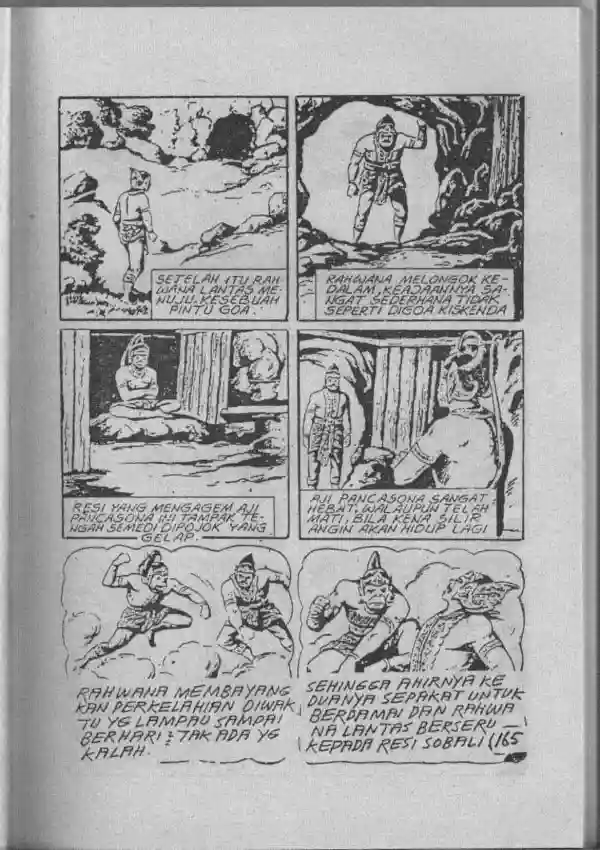 SETELAH ITU RAH-
WANA LANTAS ME-
NUJU KESEBUAH
PINTU GOA.
RAHWANA MELONGOK KE-
DALAM, KEAJAANNYA SA-
NGAT SEDERHANA TIDAK
SEPERTI DIGOA KISKENDA
RESI YANG MENGAGEM AJI
PANCASONA INI TAMPAK TE-
NGAH SEMEDI DIPOJOK YANG
GELAP.
AJI PANCASONA SANGAT
HEBAT, WALAUPUN TELAH
MATI, BILA KENA SILIR
ANGIN AKAN HIDUP LAGI
RAHWANA MEMBAYANG
KAN PERKELAHIAN DIWAK
TU YG LAMPAU SAMPAI
BERHARI2 TAK ADA YG
KALAH.
SEHINGGA AHIRNYA KE
DUANYA SEPAKAT UNTUK
BERDAMAI DAN RAHWA
NA LANTAS BERSERU
KEPADA RESI SOBALI (165